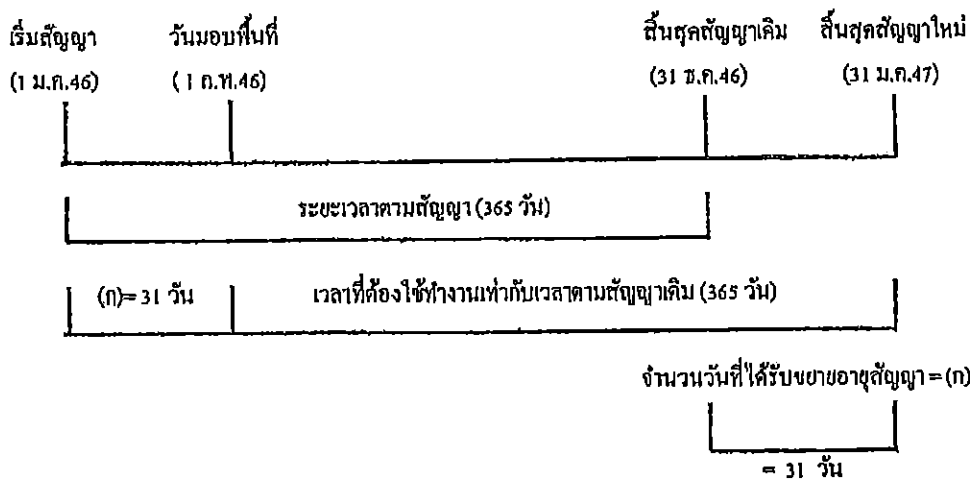 เริ่มสัญญา วันมอบพื้นที่ สิ้นสุดสัญญาเดิม สิ้นสุดสัญญาใหม่
(1 ม.ค.46) (1 ก.พ.46) (31 ธ.ค.46) (31 ม.ค.47)
ระยะเวลาตามสัญญา (365 วัน)
(ก)= 31 วัน เวลาที่ต้องใช้ทำงานเท่ากับเวลาตามสัญญาเดิม (365 วัน)
จำนวนวันที่ได้รับขยายอายุสัญญา = (ก)
= 31 วัน